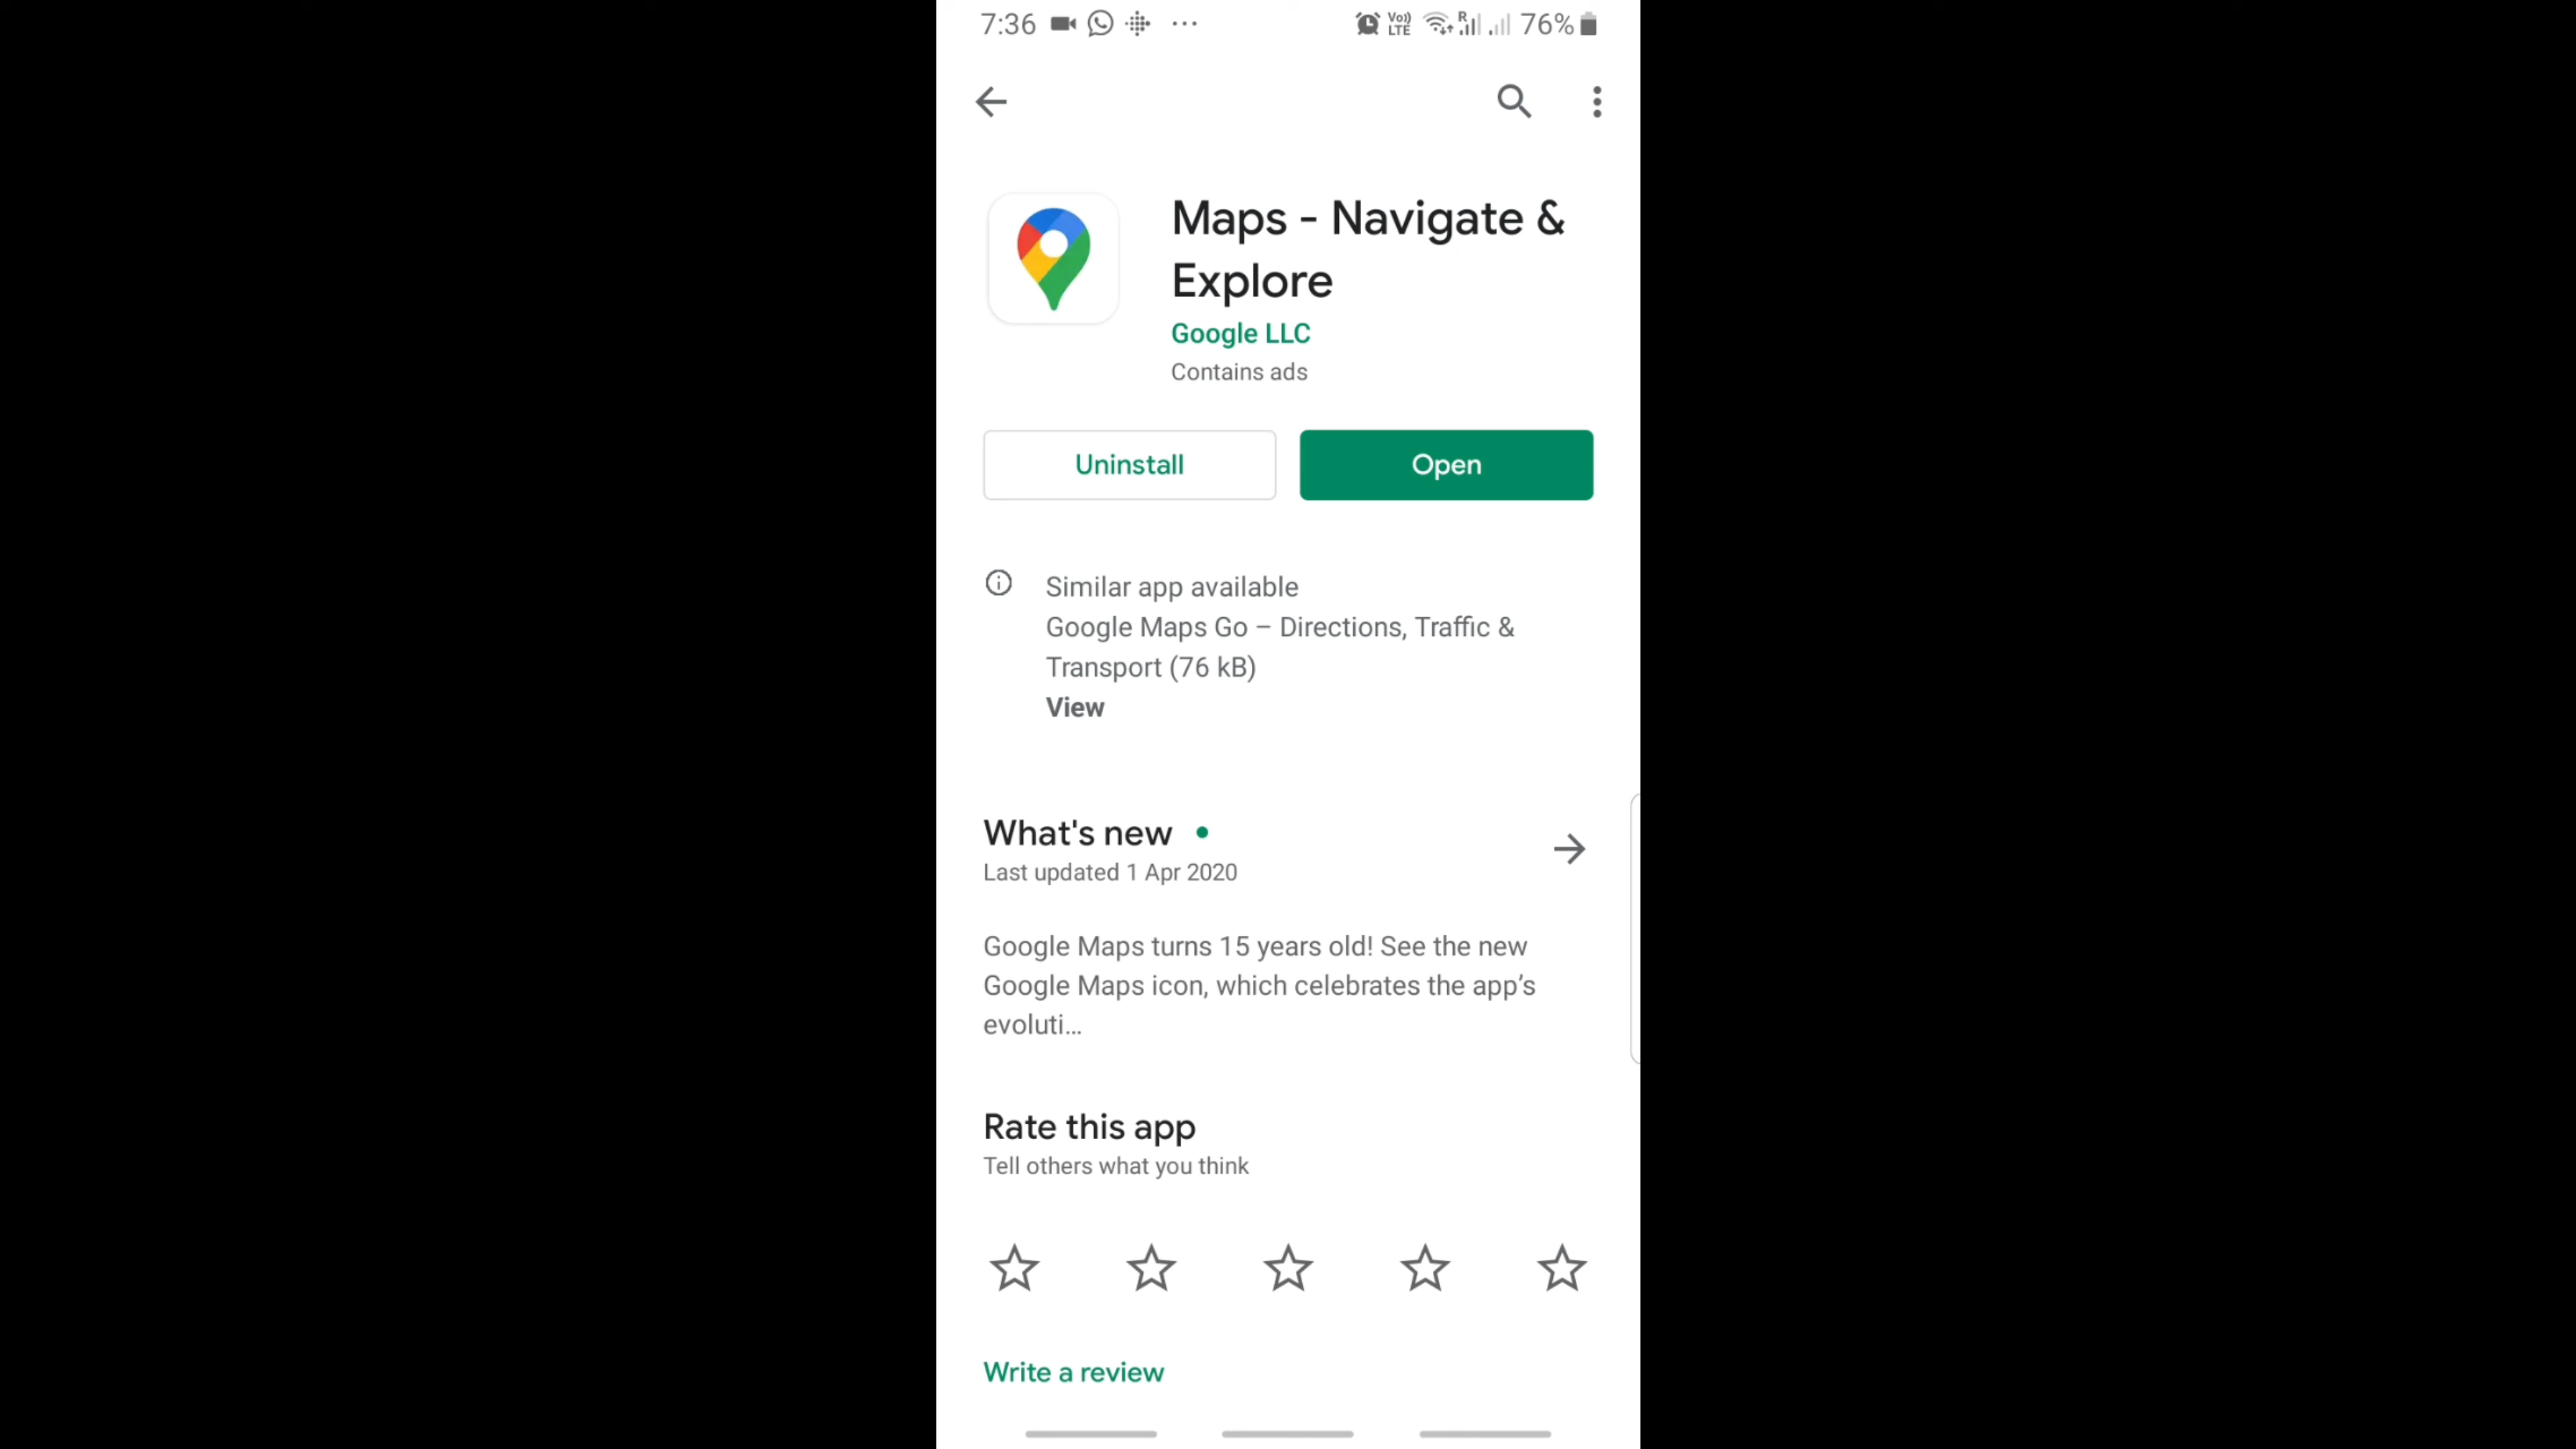 7:36 ... Vo)) LTE R 76%
Maps - Navigate &
Explore
Google LLC
Contains ads
Uninstall
Open
Similar app available
Google Maps Go – Directions, Traffic &
Transport (76 kB)
View
What's new
Last updated 1 Apr 2020
Google Maps turns 15 years old! See the new
Google Maps icon, which celebrates the app’s
evoluti...
Rate this app
Tell others what you think
Write a review